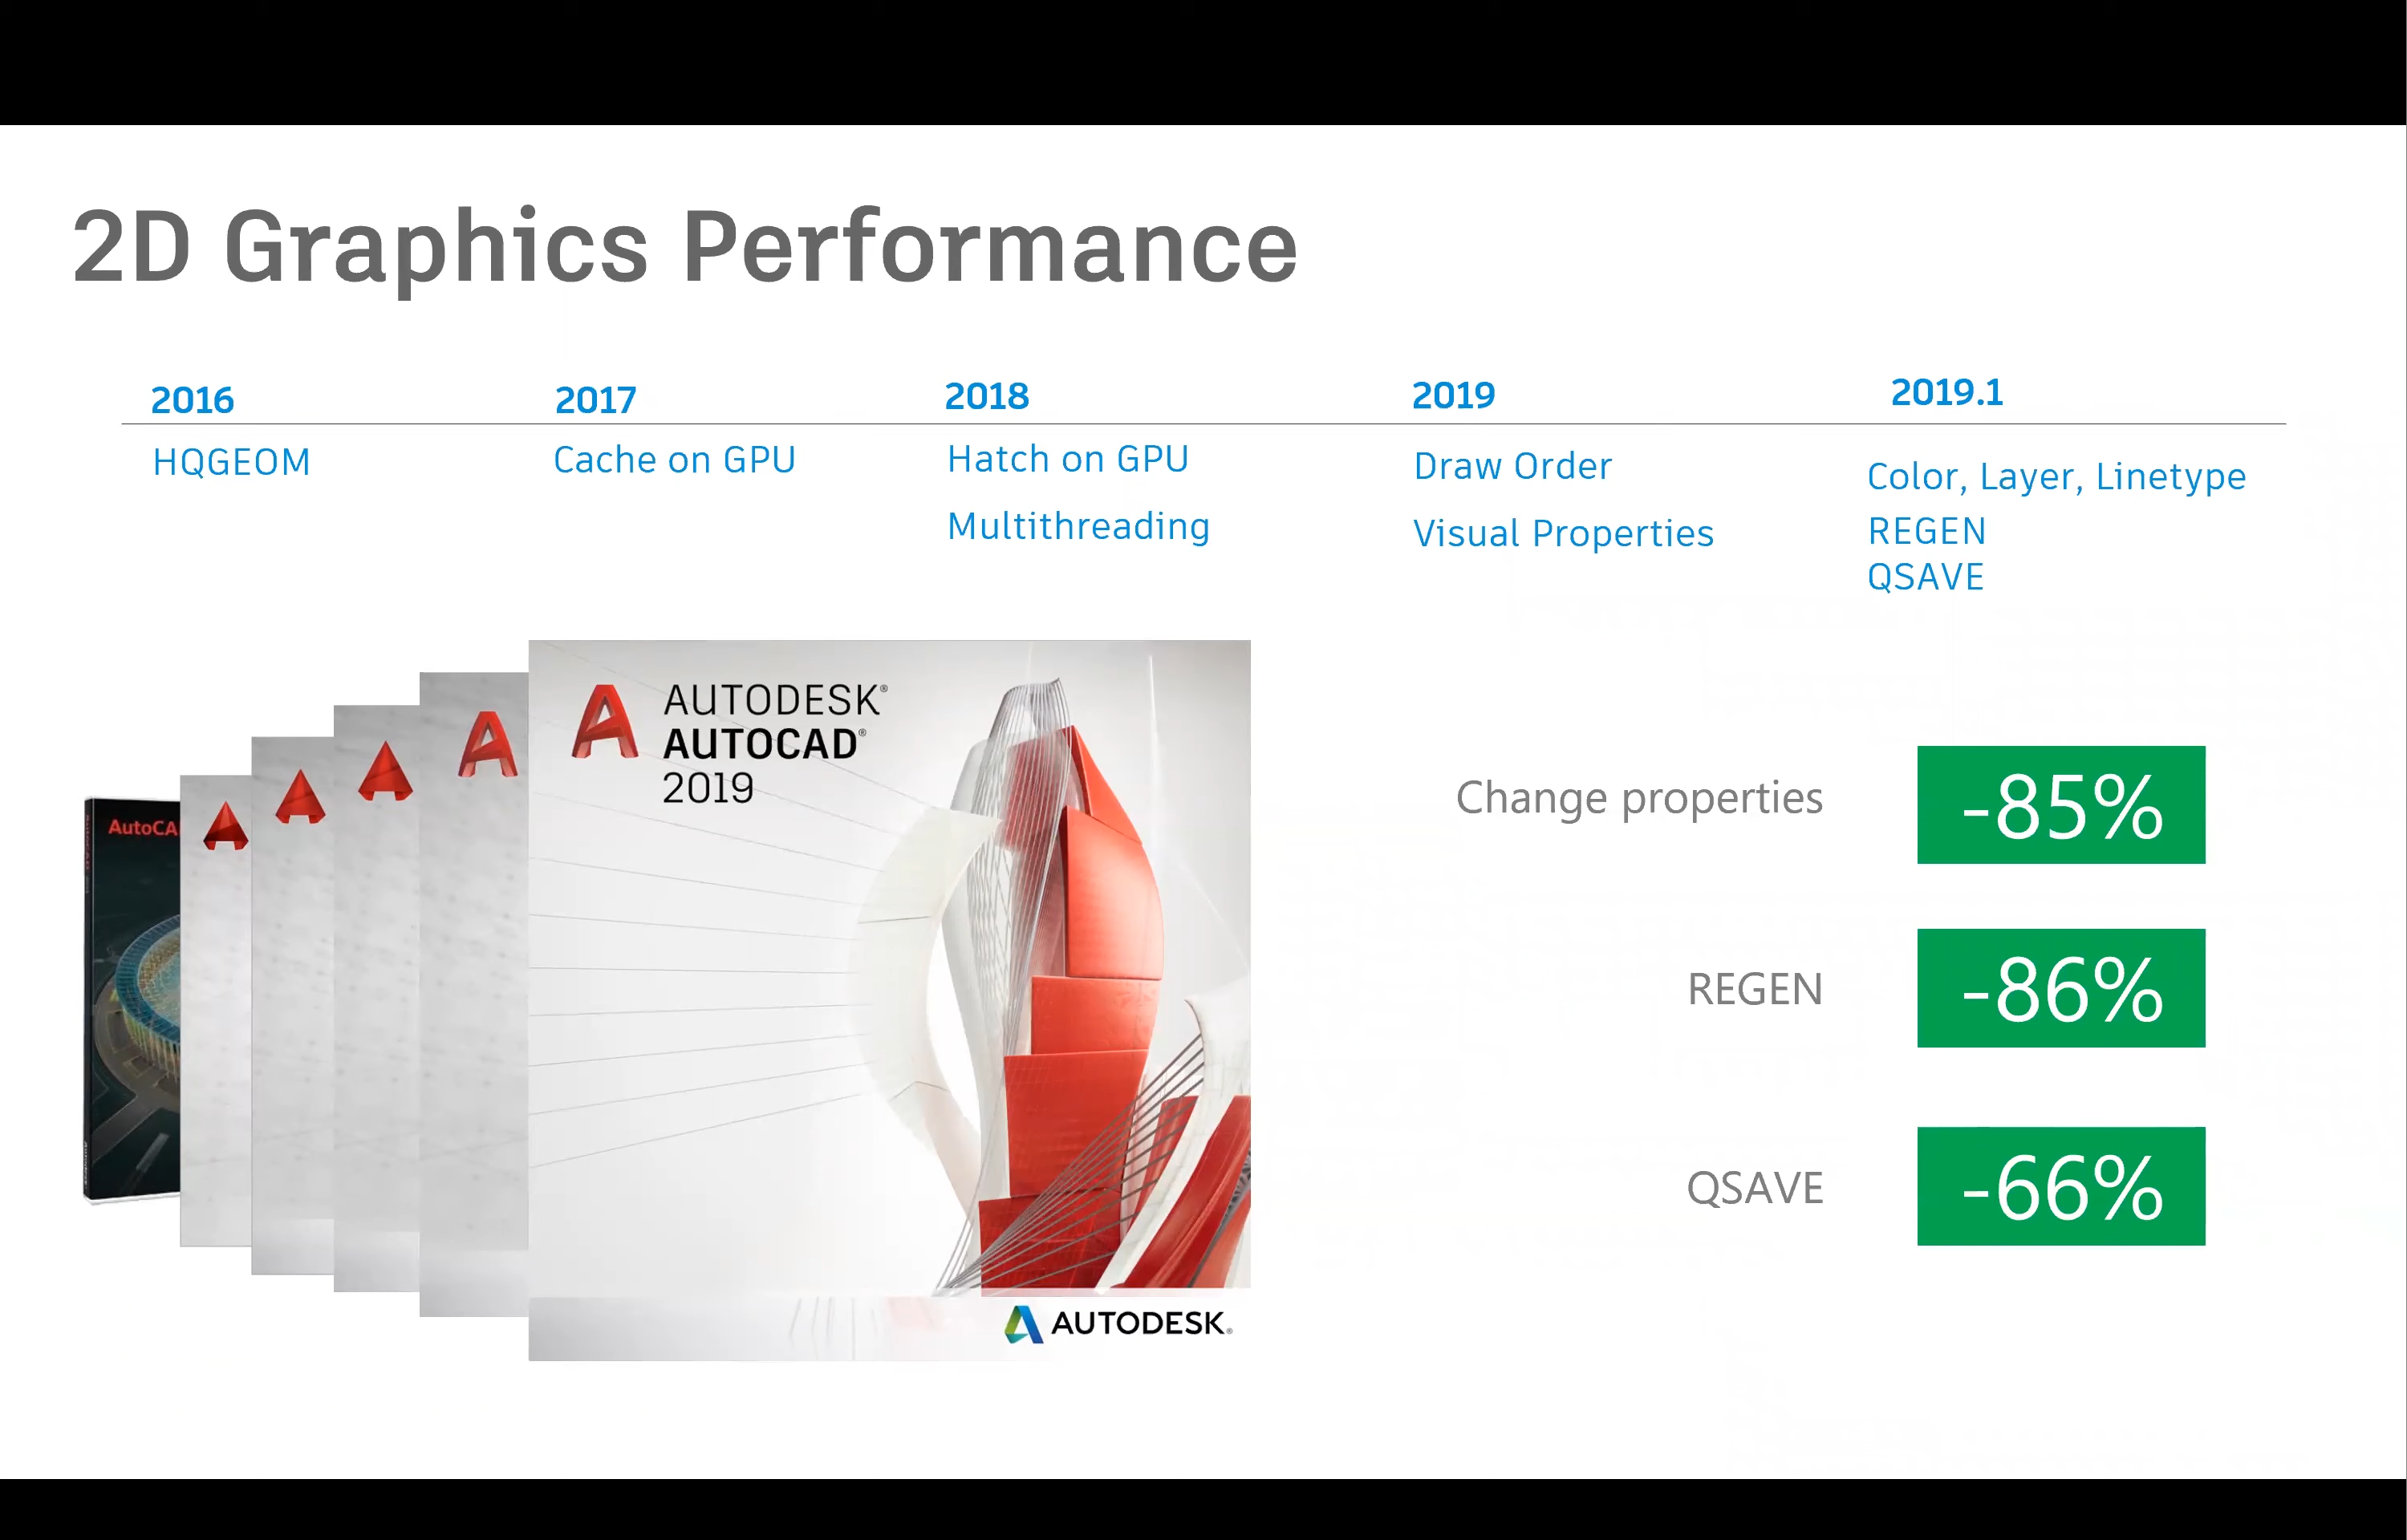 2D Graphics Performance
2016
2017
2018
2019
2019.1
HQGEOM
Cache on GPU
Hatch on GPU
Multithreading
Draw Order
Visual Properties
Color, Layer, Linetype
REGEN
QSAVE
AutoCA
AUTODESK®
AUTOCAD®
2019
AUTODESK®
Change properties
-85%
REGEN
-86%
QSAVE
-66%